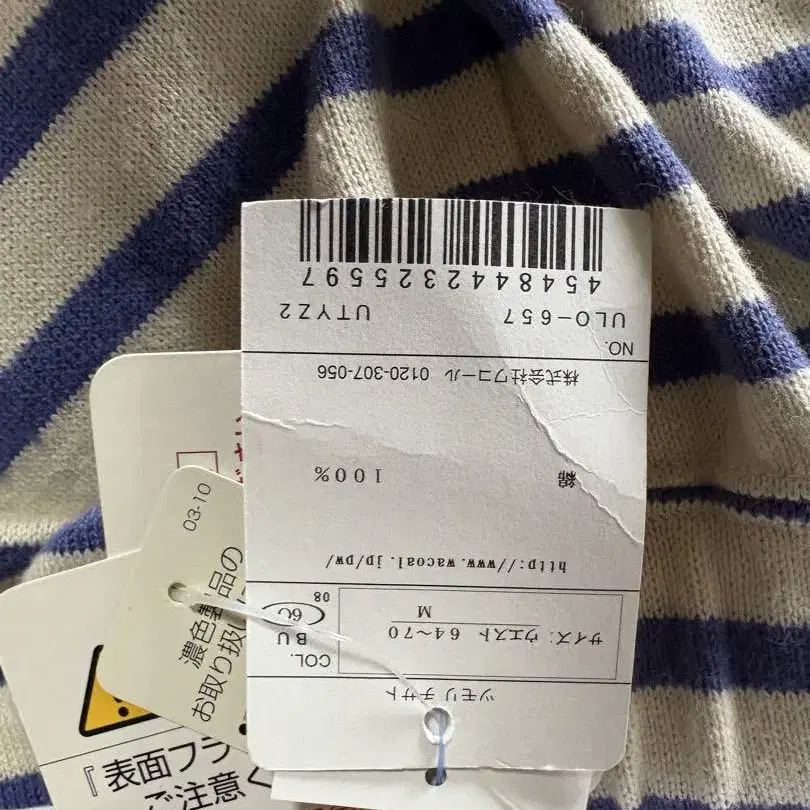 ツモリ チサト
サイズ: ウエスト 64～70
M
COL.
BU
60
08
http://www.wacoal.jp/pw/
綿 100%
株式会社ワコール 0120-307-056
NO.
ULO-657 UTYZ2
4548442325597
03-10
濃色製品の
お取り扱
『表面フラ
ご注意く